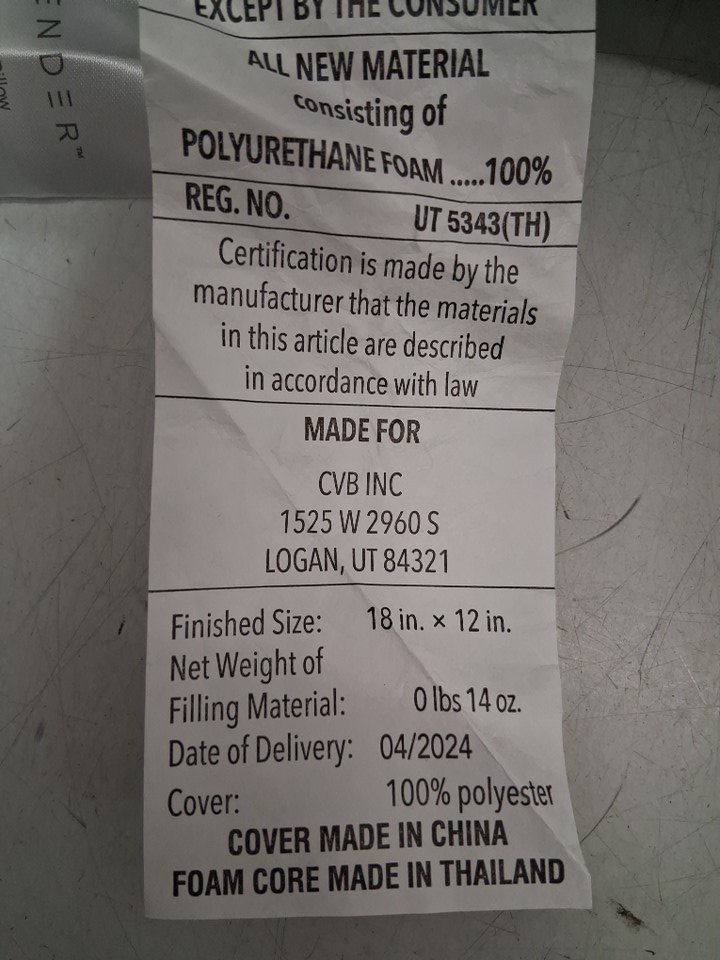 EXCEPT BY THE CONSUMER
ALL NEW MATERIAL
consisting of
POLYURETHANE FOAM .....100%
REG. NO. UT 5343(TH)
Certification is made by the
manufacturer that the materials
in this article are described
in accordance with law
MADE FOR
CVB INC
1525 W 2960 S
LOGAN, UT 84321
Finished Size: 18 in. × 12 in.
Net Weight of
Filling Material: 0 lbs 14 oz.
Date of Delivery: 04/2024
Cover: 100% polyester
COVER MADE IN CHINA
FOAM CORE MADE IN THAILAND
ENDER™